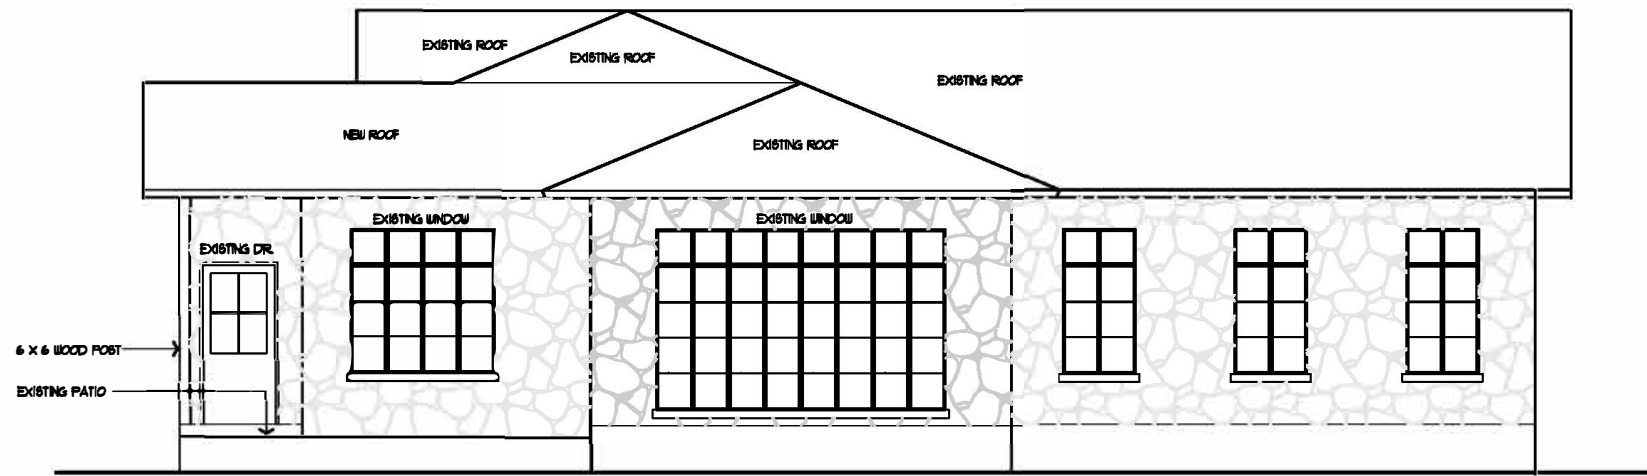 EXISTING ROOF
EXISTING ROOF
EXISTING ROOF
NEW ROOF
EXISTING ROOF
EXISTING WINDOW
EXISTING WINDOW
EXISTING DR.
6 X 6 WOOD POST
EXISTING PATIO